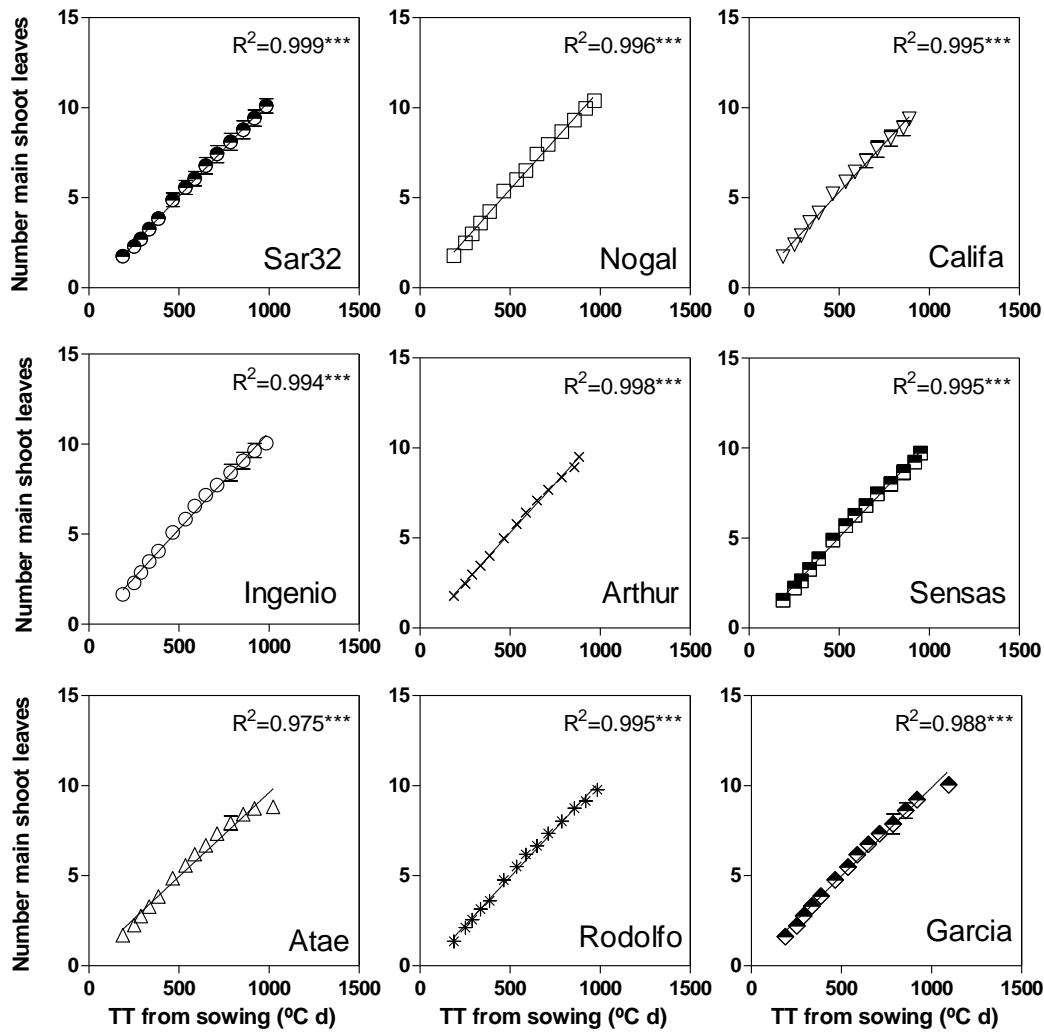 Number main shoot leaves
15
10
5
0
R²=0.999***
Sar32
0 500 1000 1500
15
10
5
0
R²=0.996***
Nogal
0 500 1000 1500
15
10
5
0
R²=0.995***
Califa
0 500 1000 1500
Number main shoot leaves
15
10
5
0
R²=0.994***
Ingenio
0 500 1000 1500
15
10
5
0
R²=0.998***
Arthur
0 500 1000 1500
15
10
5
0
R²=0.995***
Sensas
0 500 1000 1500
Number main shoot leaves
15
10
5
0
R²=0.975***
Atae
0 500 1000 1500
TT from sowing (ºC d)
15
10
5
0
R²=0.995***
Rodolfo
0 500 1000 1500
TT from sowing (ºC d)
15
10
5
0
R²=0.988***
Garcia
0 500 1000 1500
TT from sowing (ºC d)